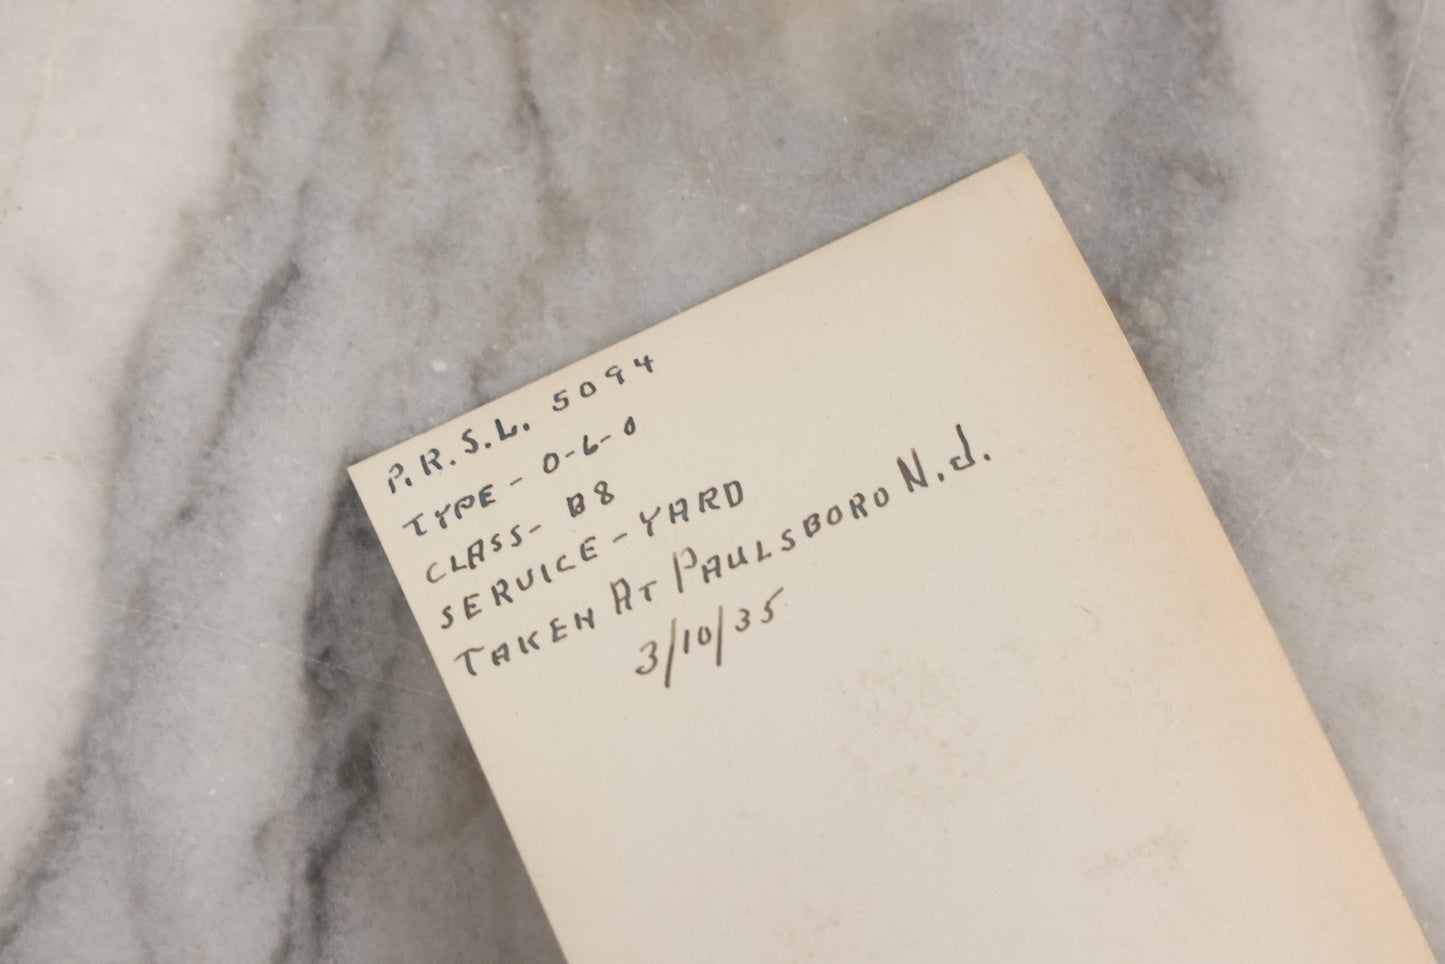 P.R.S.L. 5094
TYPE - 0-6-0
CLASS - B8
SERVICE - YARD
TAKEN AT PAULSBORO N.J.
3/10/35